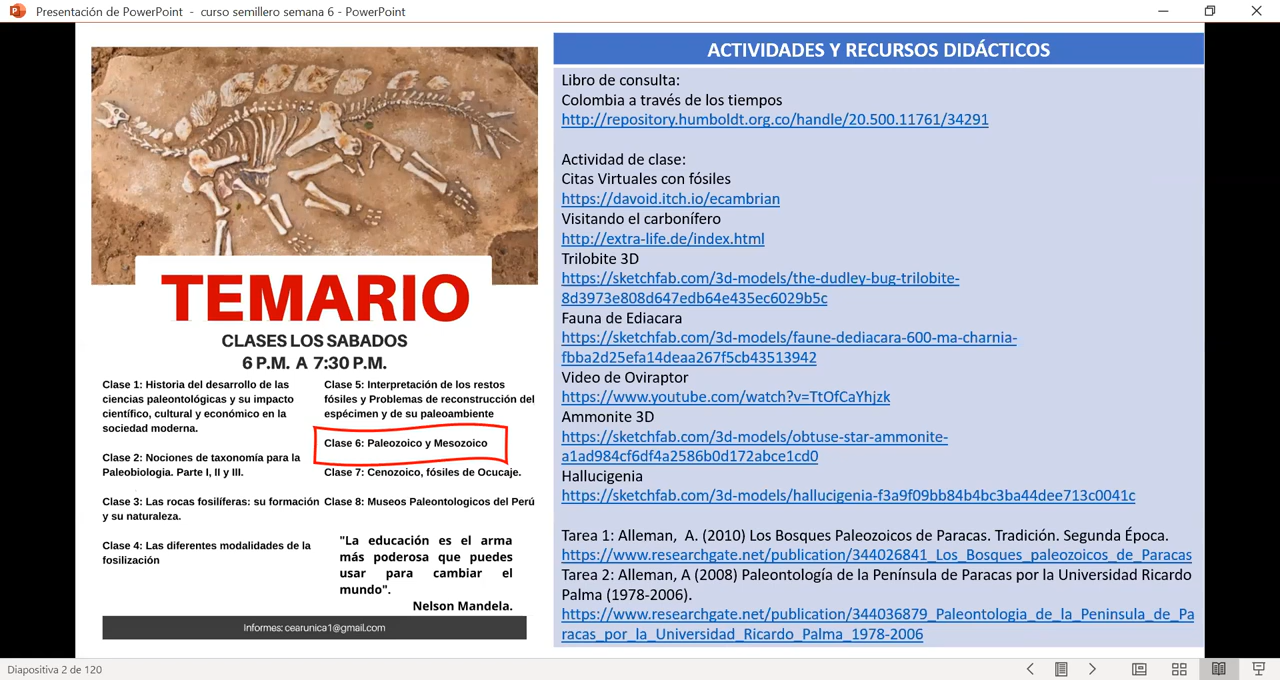 Presentación de PowerPoint - curso semillero semana 6 - PowerPoint
TEMARIO
CLASES LOS SABADOS
6 P.M. A 7:30 P.M.
Clase 1: Historia del desarrollo de las
ciencias paleontológicas y su impacto
científico, cultural y económico en la
sociedad moderna.
Clase 2: Nociones de taxonomía para la
Paleobiologia. Parte I, II y III.
Clase 3: Las rocas fosilíferas: su formación
y su naturaleza.
Clase 4: Las diferentes modalidades de la
fosilización
Clase 5: Interpretación de los restos
fósiles y Problemas de reconstrucción del
espécimen y de su paleoambiente
Clase 6: Paleozoico y Mesozoico
Clase 7: Cenozoico, fósiles de Ocucaje.
Clase 8: Museos Paleontologicos del Perú
"La educación es el arma
más poderosa que puedes
usar para cambiar el
mundo".
Nelson Mandela.
Informes: cearunica1@gmail.com
ACTIVIDADES Y RECURSOS DIDÁCTICOS
Libro de consulta:
Colombia a través de los tiempos
http://repository.humboldt.org.co/handle/20.500.11761/34291
Actividad de clase:
Citas Virtuales con fósiles
https://davoid.itch.io/ecambrian
Visitando el carbonífero
http://extra-life.de/index.html
Trilobite 3D
https://sketchfab.com/3d-models/the-dudley-bug-trilobite-
8d3973e808d647edb64e435ec6029b5c
Fauna de Ediacara
https://sketchfab.com/3d-models/faune-dediacara-600-ma-charnia-
fbba2d25efa14deaa267f5cb43513942
Video de Oviraptor
https://www.youtube.com/watch?v=TtOfCaYhjzk
Ammonite 3D
https://sketchfab.com/3d-models/obtuse-star-ammonite-
a1ad984cf6df4a2586b0d172abce1cd0
Hallucigenia
https://sketchfab.com/3d-models/hallucigenia-f3a9f09bb84b4bc3ba44dee713c0041c
Tarea 1: Alleman, A. (2010) Los Bosques Paleozoicos de Paracas. Tradición. Segunda Época.
https://www.researchgate.net/publication/344026841_Los_Bosques_paleozoicos_de_Paracas
Tarea 2: Alleman, A (2008) Paleontología de la Península de Paracas por la Universidad Ricardo
Palma (1978-2006).
https://www.researchgate.net/publication/344036879_Paleontologia_de_la_Peninsula_de_Pa
racas_por_la_Universidad_Ricardo_Palma_1978-2006
Diapositiva 2 de 120